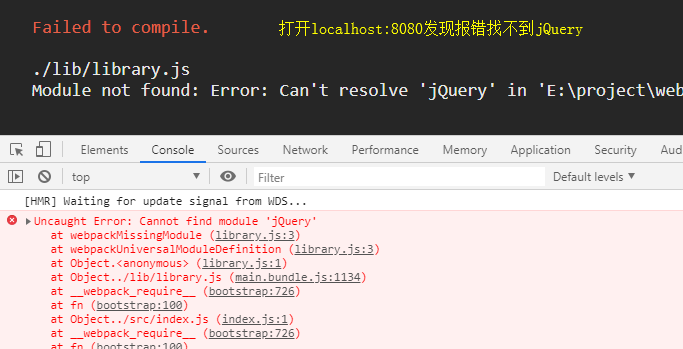 Failed to compile. 打开localhost:8080发现报错找不到jQuery
./lib/library.js
Module not found: Error: Can't resolve 'jQuery' in 'E:\project\web
Elements Console Sources Network Performance Memory Application Security Aud
top Filter Default levels
[HMR] Waiting for update signal from WDS...
Uncaught Error: Cannot find module 'jQuery'
at webpackMissingModule (library.js:3)
at webpackUniversalModuleDefinition (library.js:3)
at Object.<anonymous> (library.js:1)
at Object../lib/library.js (main.bundle.js:1134)
at __webpack_require__ (bootstrap:726)
at fn (bootstrap:100)
at Object../src/index.js (index.js:1)
at __webpack_require__ (bootstrap:726)
at fn (bootstrap:100)